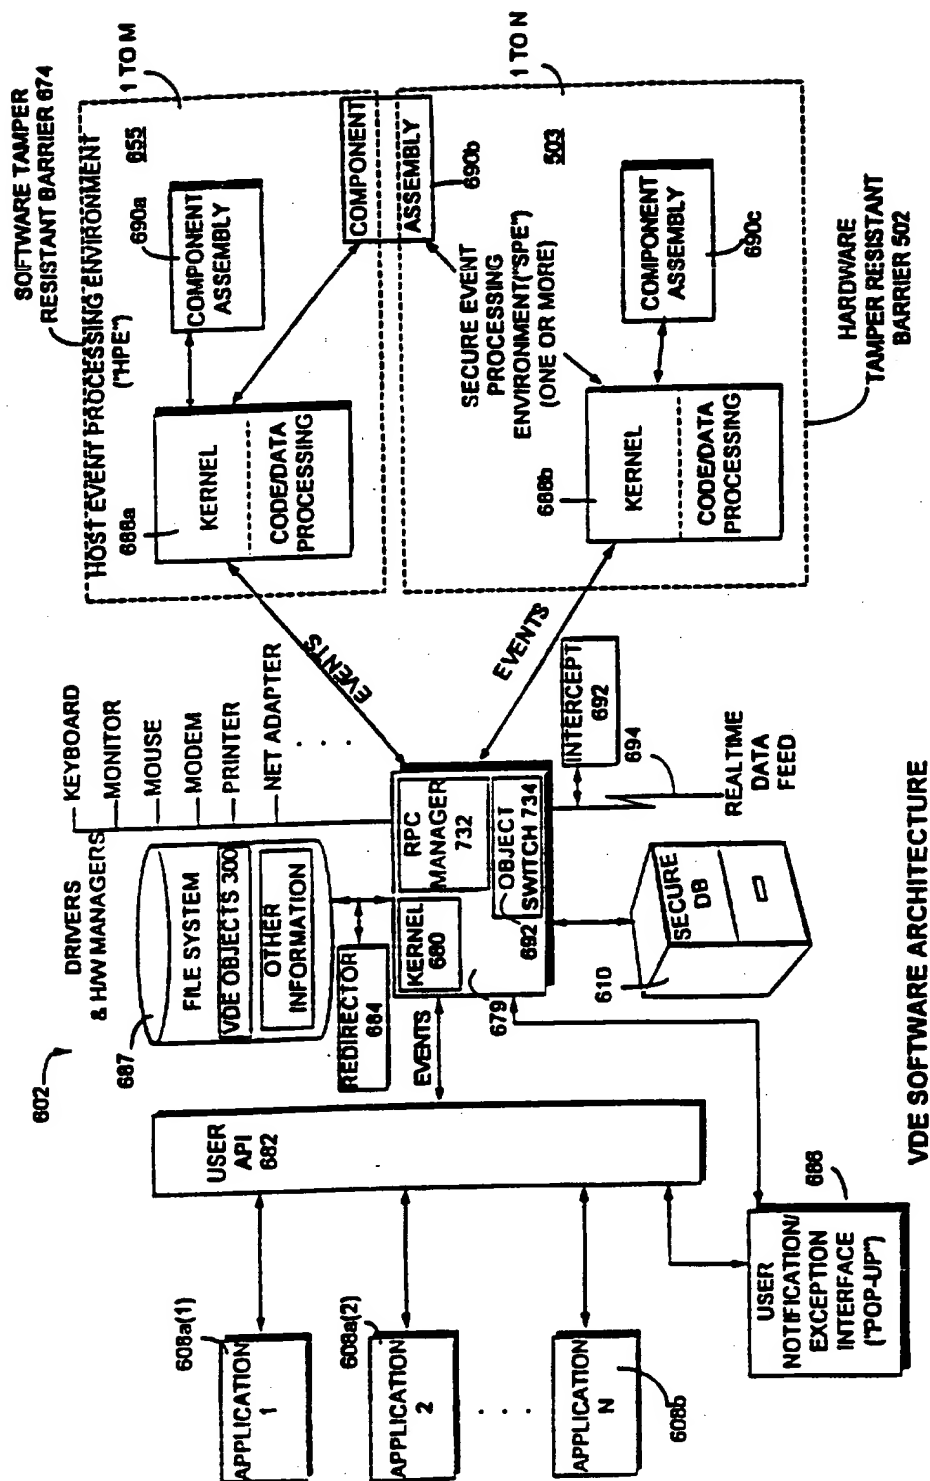 602
DRIVERS
& H/W MANAGERS
KEYBOARD
MONITOR
MOUSE
MODEM
PRINTER
NET ADAPTER
. . .
687
FILE SYSTEM
VDE OBJECTS 300
OTHER
INFORMATION
REDIRECTOR
684
608a(1)
APPLICATION
1
608a(2)
APPLICATION
2
. . .
APPLICATION
N
608b
USER
API
682
EVENTS
KERNEL
680
RPC
MANAGER
732
692
OBJECT
SWITCH 734
679
INTERCEPT
692
694
REALTIME
DATA
FEED
610
SECURE
DB
USER
NOTIFICATION/
EXCEPTION
INTERFACE
("POP-UP")
686
EVENTS
EVENTS
SOFTWARE TAMPER
RESISTANT BARRIER 674
HOST EVENT PROCESSING ENVIRONMENT
("HPE")
655
1 TO M
688a
KERNEL
CODE/DATA
PROCESSING
690a
COMPONENT
ASSEMBLY
COMPONENT
ASSEMBLY
690b
SECURE EVENT
PROCESSING
ENVIRONMENT("SPE")
(ONE OR MORE)
503
1 TO N
688b
KERNEL
CODE/DATA
PROCESSING
COMPONENT
ASSEMBLY
690c
HARDWARE
TAMPER RESISTANT
BARRIER 502
VDE SOFTWARE ARCHITECTURE